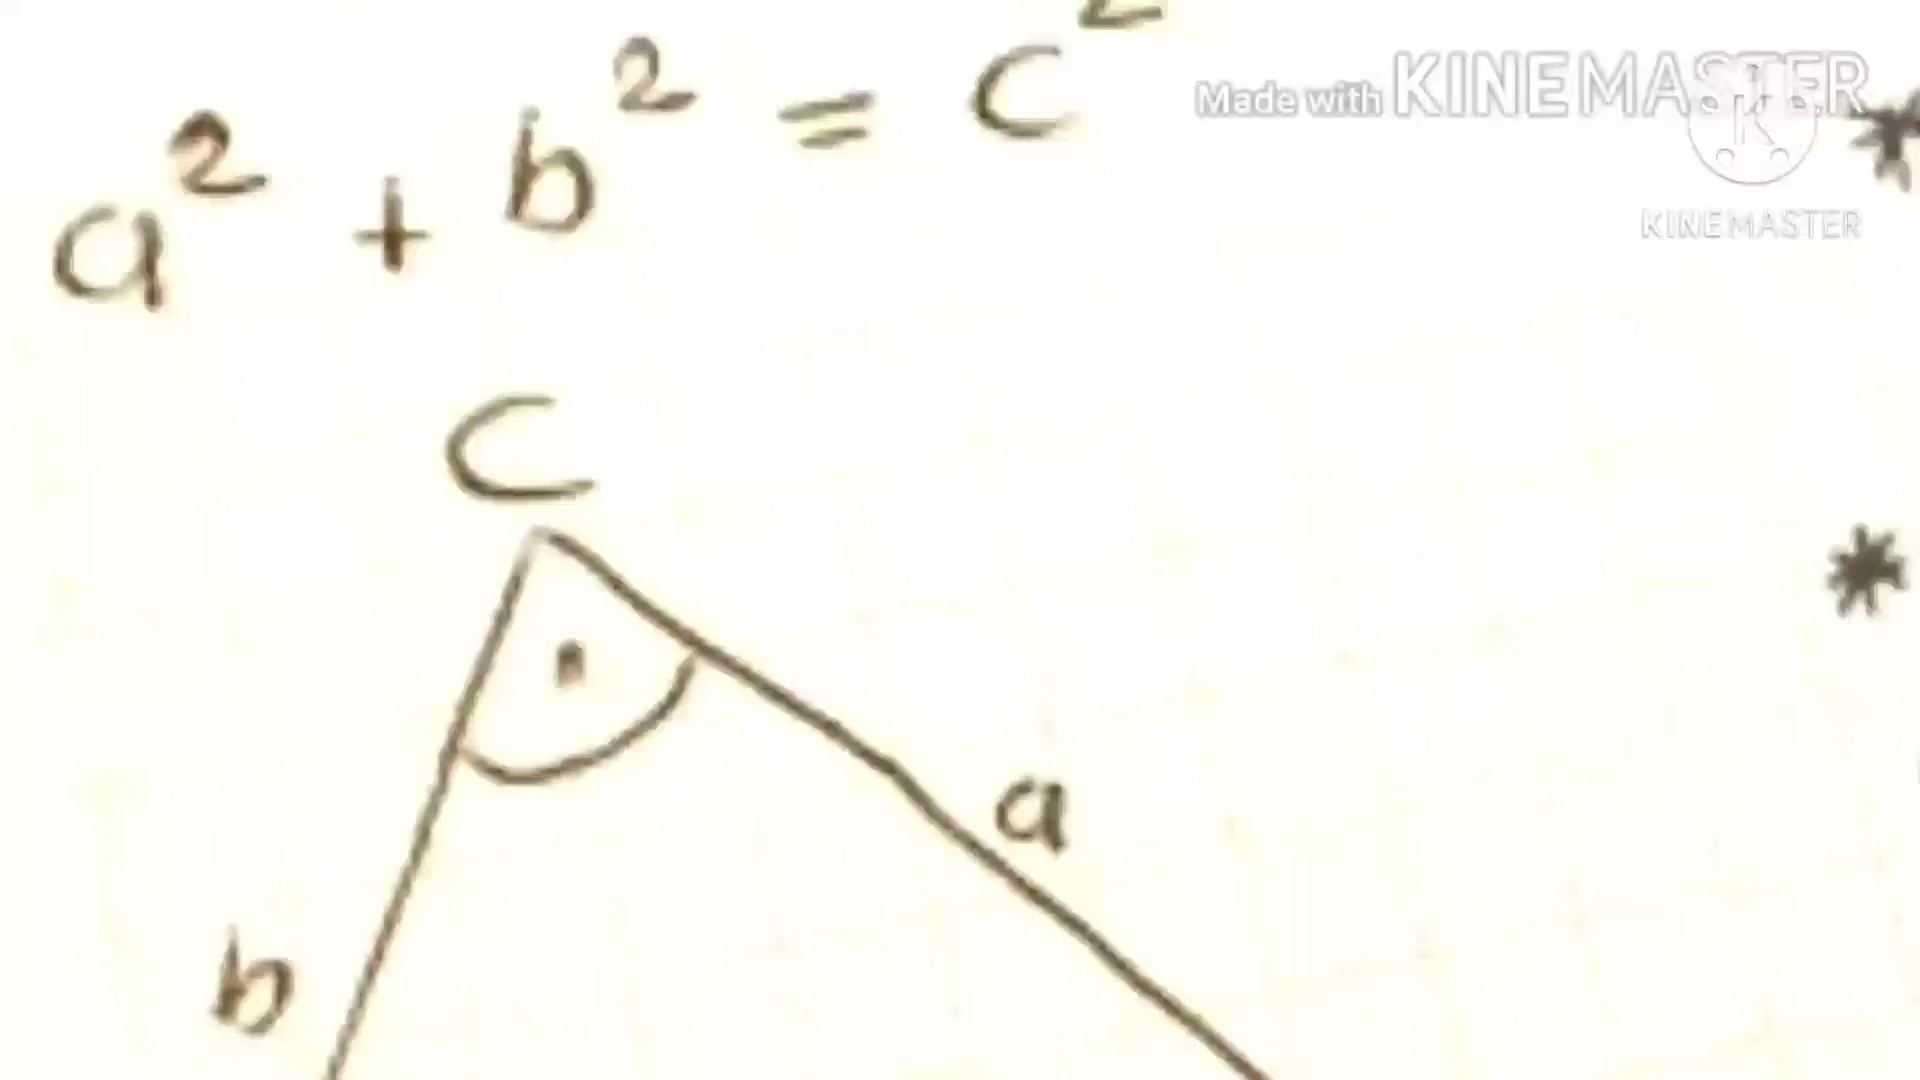 a² + b² = c²
Made with KINEMASTER
K
KINEMASTER
*
C
*
a
b